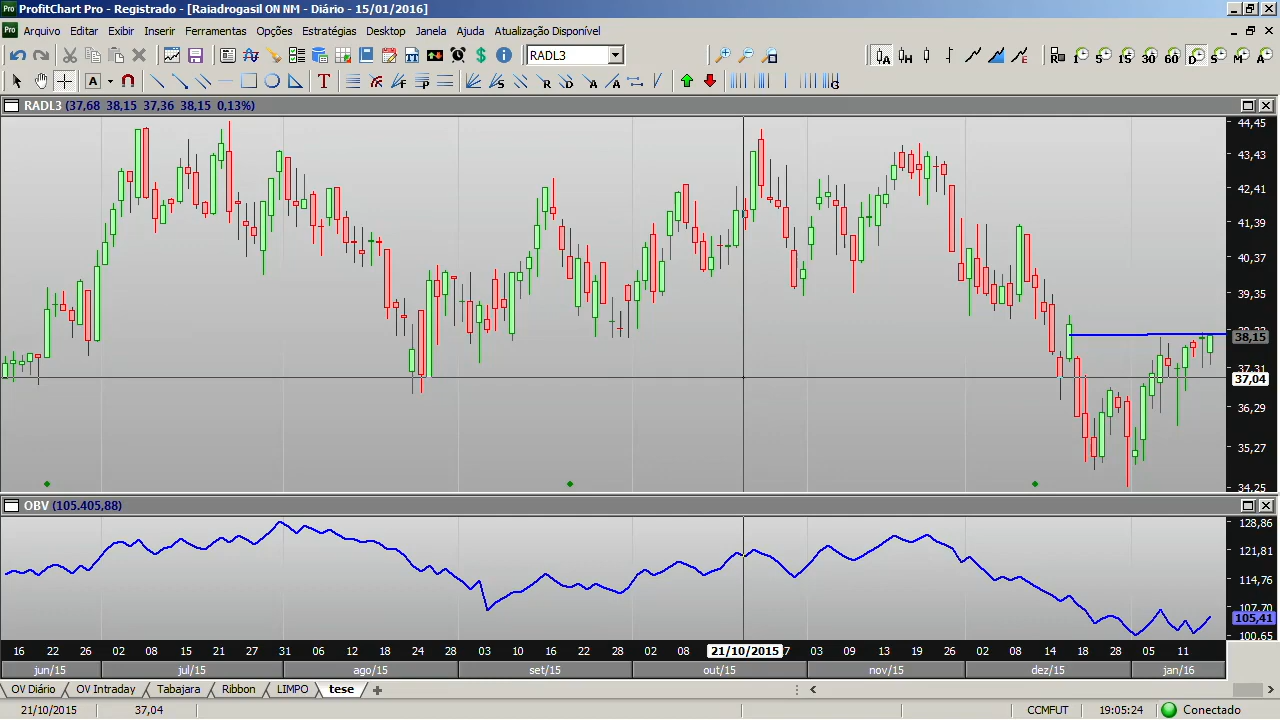 ProfitChart Pro - Registrado - [Raiadrogasil ON NM - Diário - 15/01/2016]
Arquivo Editar Exibir Inserir Ferramentas Opções Estratégias Desktop Janela Ajuda Atualização Disponível
RADL3
1 5 15 30 60 D S M A
RADL3 (37,68 38,15 37,36 38,15 0,13%)
44,45
43,43
42,41
41,39
40,37
39,35
38,15
37,31
37,04
36,29
35,27
34,25
OBV (105.405,88)
128,86
121,81
114,76
107,70
105,41
100,65
16 22 26 02 08 15 21 27 31 06 12 18 24 28 03 10 16 22 28 02 08 21/10/2015 7 03 09 13 19 26 02 08 14 18 28 05 11
jun/15 jul/15 ago/15 set/15 out/15 nov/15 dez/15 jan/16
OV Diário OV Intraday Tabajara Ribbon LIMPO tese
21/10/2015 37,04 CCMFUT 19:05:24 Conectado